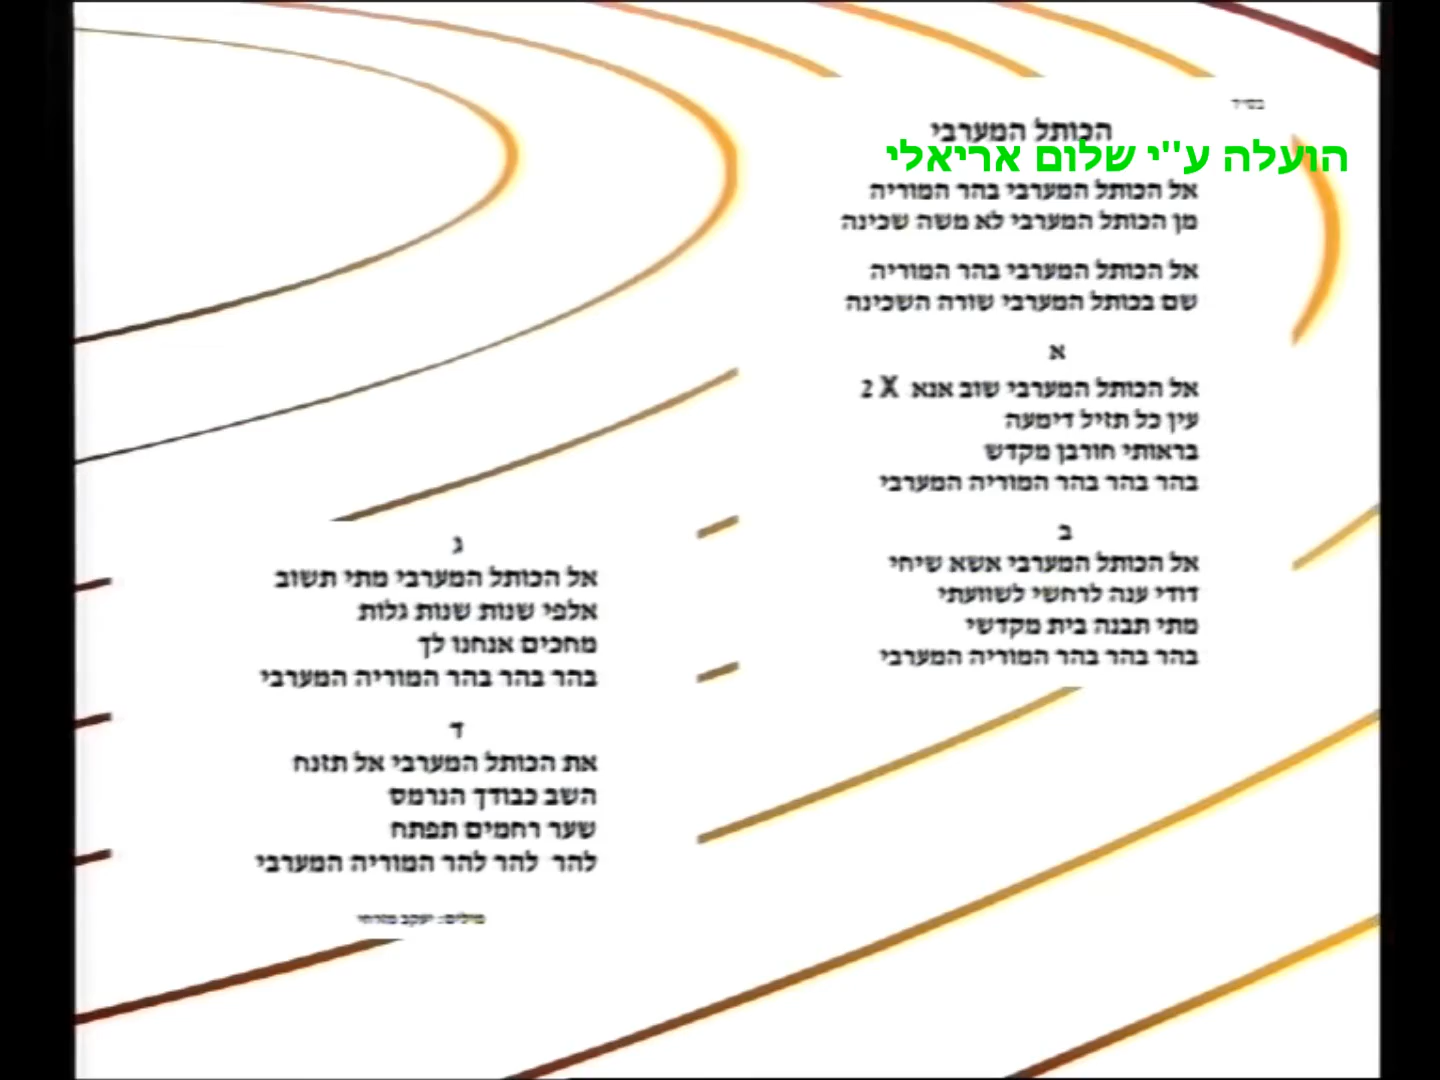 בס״ד
הכותל המערבי
הועלה ע"י שלום אריאלי
אל הכותל המערבי בהר המוריה
מן הכותל המערבי לא משה שכינה
אל הכותל המערבי בהר המוריה
שם בכותל המערבי שורה השכינה
א
אל הכותל המערבי שוב אנא 2 X
עין כל תזיל דימעה
בראותי חורבן מקדש
בהר בהר בהר המוריה המערבי
ב
אל הכותל המערבי אשא שיחי
דודי ענה לרחשי לשוועתי
מתי תבנה בית מקדשי
בהר בהר בהר המוריה המערבי
ג
אל הכותל המערבי מתי תשוב
אלפי שנות שנות גלות
מחכים אנחנו לך
בהר בהר בהר המוריה המערבי
ד
את הכותל המערבי אל תזנח
השב כבודך הנרמס
שער רחמים תפתח
להר להר להר המוריה המערבי
מילים: יעקב מזרחי